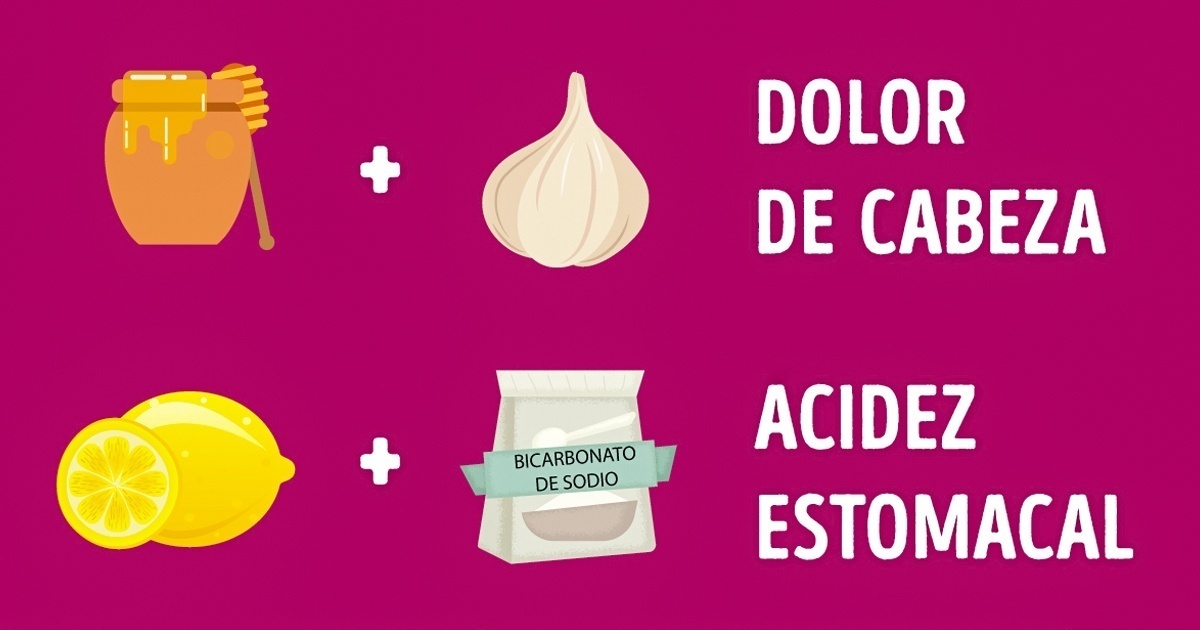 DOLOR
DE CABEZA
BICARBONATO
DE SODIO
ACIDEZ
ESTOMACAL